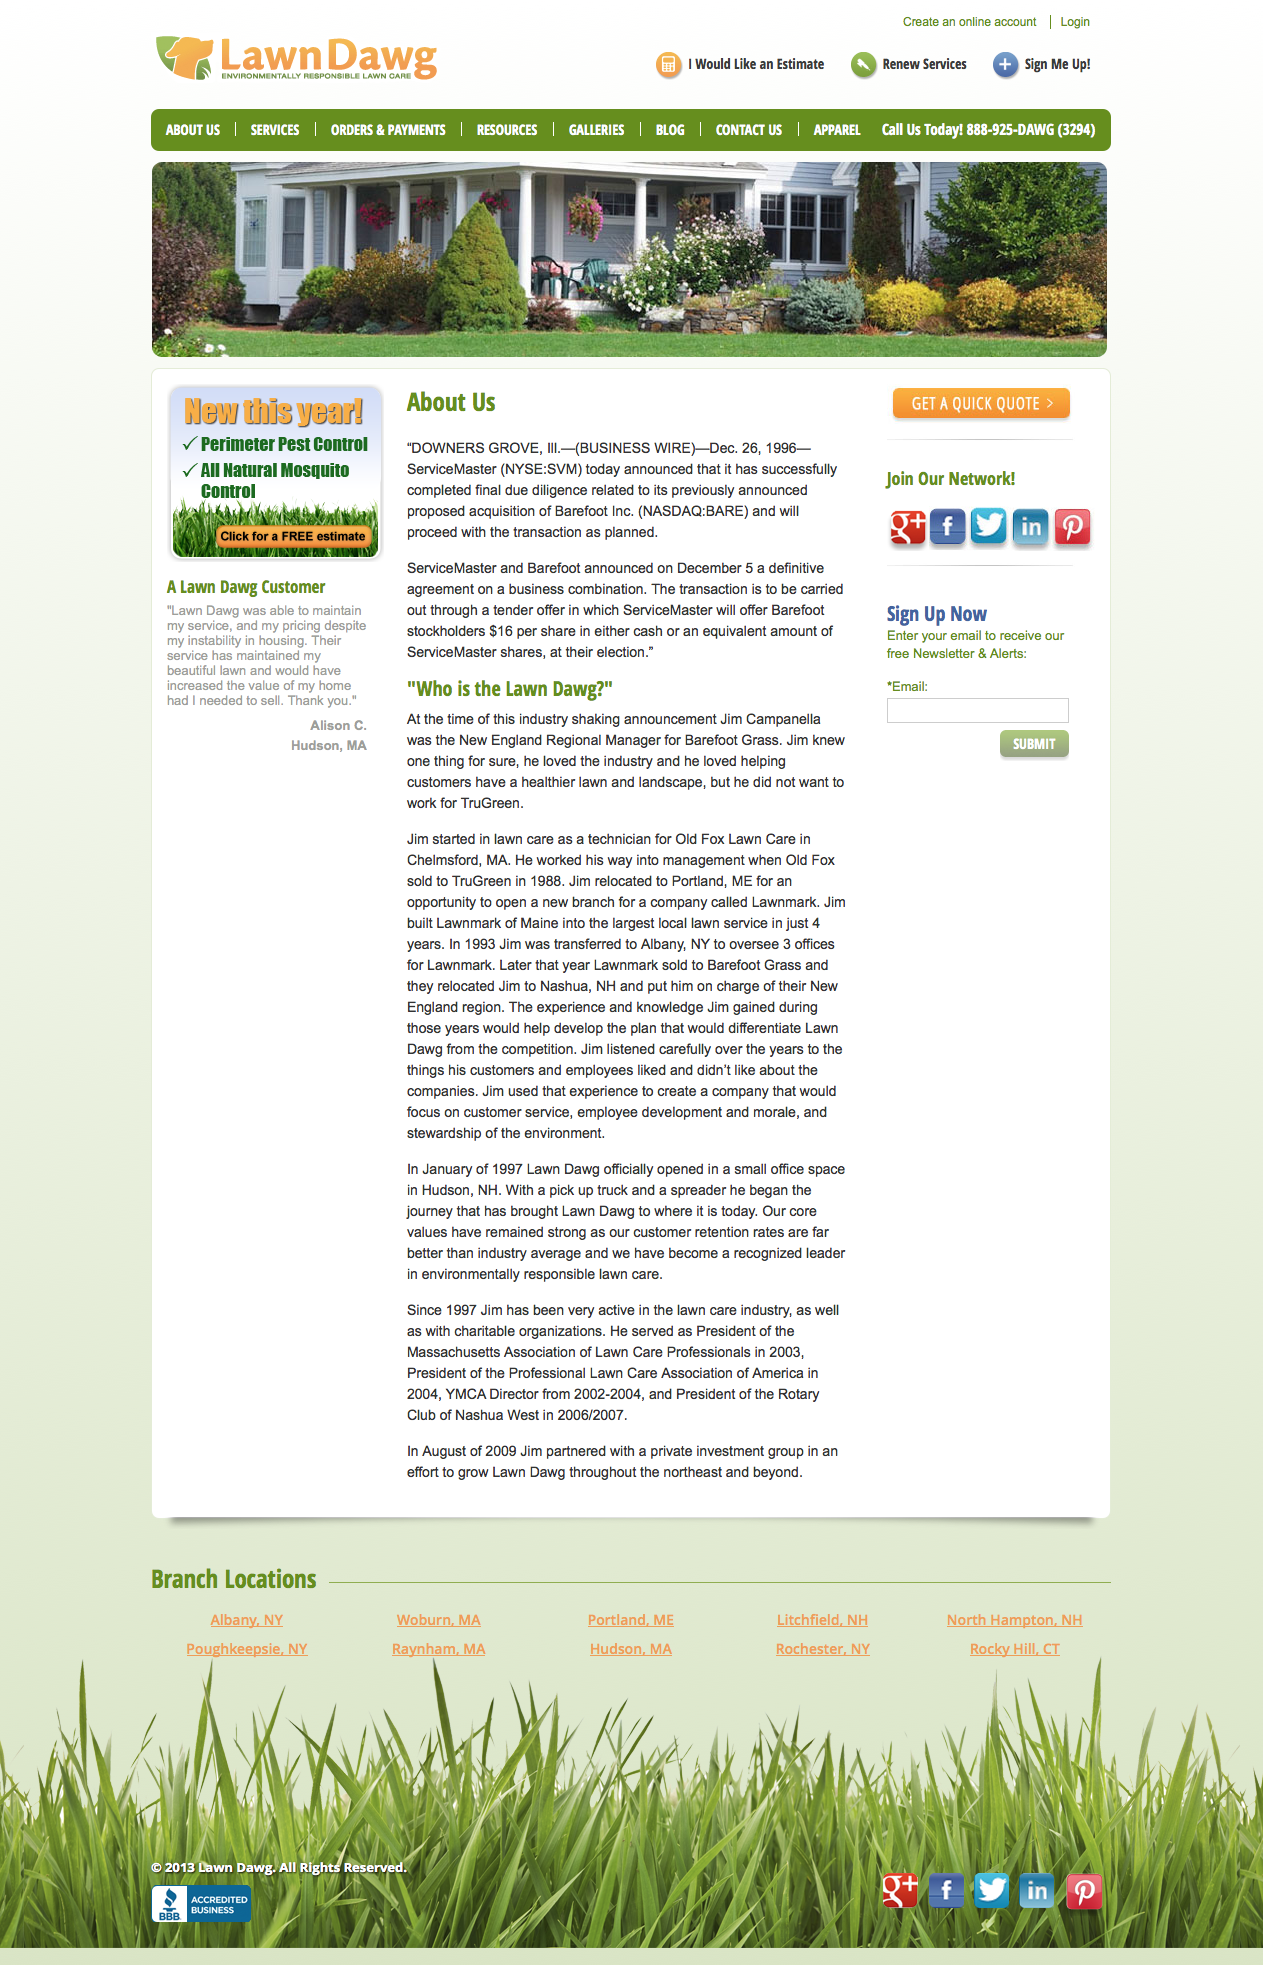 Create an online account
Login
LawnDawg
ENVIRONMENTALLY RESPONSIBLE LAWN CARE
I Would Like an Estimate
Renew Services
Sign Me Up!
ABOUT US
SERVICES
ORDERS & PAYMENTS
RESOURCES
GALLERIES
BLOG
CONTACT US
APPAREL
Call Us Today! 888-925-DAWG (3294)
New this year!
✓ Perimeter Pest Control
✓ All Natural Mosquito
Control
Click for a FREE estimate
A Lawn Dawg Customer
"Lawn Dawg was able to maintain
my service, and my pricing despite
my instability in housing. Their
service has maintained my
beautiful lawn and would have
increased the value of my home
had I needed to sell. Thank you."
Alison C.
Hudson, MA
About Us
“DOWNERS GROVE, Ill.—(BUSINESS WIRE)—Dec. 26, 1996—
ServiceMaster (NYSE:SVM) today announced that it has successfully
completed final due diligence related to its previously announced
proposed acquisition of Barefoot Inc. (NASDAQ:BARE) and will
proceed with the transaction as planned.
ServiceMaster and Barefoot announced on December 5 a definitive
agreement on a business combination. The transaction is to be carried
out through a tender offer in which ServiceMaster will offer Barefoot
stockholders $16 per share in either cash or an equivalent amount of
ServiceMaster shares, at their election.”
"Who is the Lawn Dawg?"
At the time of this industry shaking announcement Jim Campanella
was the New England Regional Manager for Barefoot Grass. Jim knew
one thing for sure, he loved the industry and he loved helping
customers have a healthier lawn and landscape, but he did not want to
work for TruGreen.
Jim started in lawn care as a technician for Old Fox Lawn Care in
Chelmsford, MA. He worked his way into management when Old Fox
sold to TruGreen in 1988. Jim relocated to Portland, ME for an
opportunity to open a new branch for a company called Lawnmark. Jim
built Lawnmark of Maine into the largest local lawn service in just 4
years. In 1993 Jim was transferred to Albany, NY to oversee 3 offices
for Lawnmark. Later that year Lawnmark sold to Barefoot Grass and
they relocated Jim to Nashua, NH and put him on charge of their New
England region. The experience and knowledge Jim gained during
those years would help develop the plan that would differentiate Lawn
Dawg from the competition. Jim listened carefully over the years to the
things his customers and employees liked and didn’t like about the
companies. Jim used that experience to create a company that would
focus on customer service, employee development and morale, and
stewardship of the environment.
In January of 1997 Lawn Dawg officially opened in a small office space
in Hudson, NH. With a pick up truck and a spreader he began the
journey that has brought Lawn Dawg to where it is today. Our core
values have remained strong as our customer retention rates are far
better than industry average and we have become a recognized leader
in environmentally responsible lawn care.
Since 1997 Jim has been very active in the lawn care industry, as well
as with charitable organizations. He served as President of the
Massachusetts Association of Lawn Care Professionals in 2003,
President of the Professional Lawn Care Association of America in
2004, YMCA Director from 2002-2004, and President of the Rotary
Club of Nashua West in 2006/2007.
In August of 2009 Jim partnered with a private investment group in an
effort to grow Lawn Dawg throughout the northeast and beyond.
GET A QUICK QUOTE >
Join Our Network!
g+ f in
Sign Up Now
Enter your email to receive our
free Newsletter & Alerts:
*Email:
SUBMIT
Branch Locations
Albany, NY
Woburn, MA
Portland, ME
Litchfield, NH
North Hampton, NH
Poughkeepsie, NY
Raynham, MA
Hudson, MA
Rochester, NY
Rocky Hill, CT
© 2013 Lawn Dawg. All Rights Reserved.
BBB
ACCREDITED
BUSINESS
g+ f in